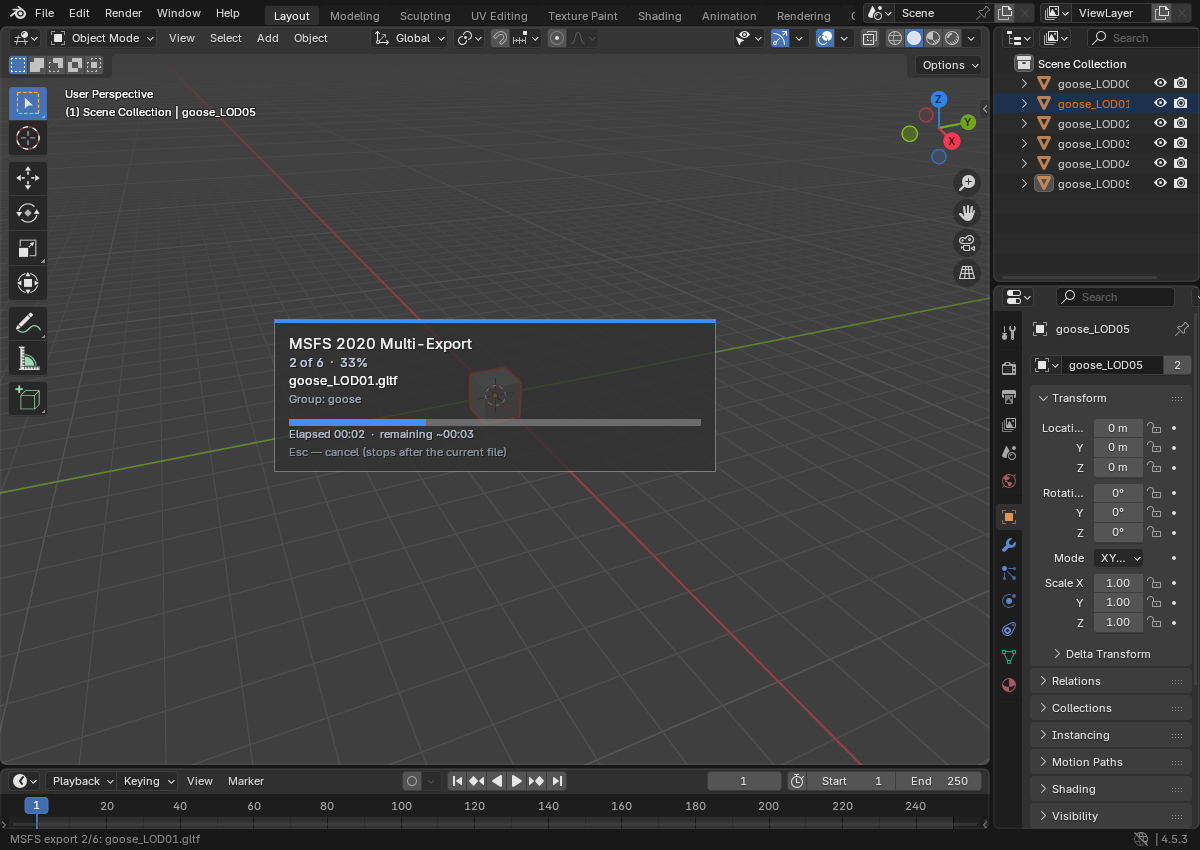 File Edit Render Window Help
Layout Modeling Sculpting UV Editing Texture Paint Shading Animation Rendering
Scene
ViewLayer
Object Mode View Select Add Object
Global
Search
Options
User Perspective
(1) Scene Collection | goose_LOD05
Z
Y
X
Scene Collection
goose_LOD00
goose_LOD01
goose_LOD02
goose_LOD03
goose_LOD04
goose_LOD05
MSFS 2020 Multi-Export
2 of 6 · 33%
goose_LOD01.gltf
Group: goose
Elapsed 00:02 · remaining ~00:03
Esc — cancel (stops after the current file)
Search
goose_LOD05
goose_LOD05 2
Transform
Locati... 0 m
Y 0 m
Z 0 m
Rotati... 0°
Y 0°
Z 0°
Mode XY...
Scale X 1.00
Y 1.00
Z 1.00
Delta Transform
Relations
Collections
Instancing
Motion Paths
Shading
Visibility
Playback Keying View Marker
1
Start 1
End 250
1 20 40 60 80 100 120 140 160 180 200 220 240
MSFS export 2/6: goose_LOD01.gltf
4.5.3